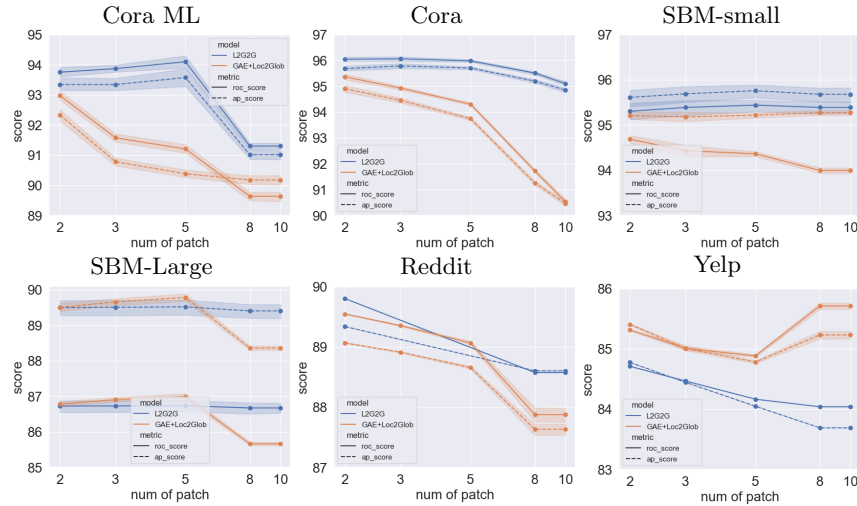 Cora ML
95
94
93
92
91
90
89
score
2
3
5
8
10
num of patch
model
L2G2G
GAE+Loc2Glob
metric
roc_score
ap_score
Cora
96
95
94
93
92
91
90
score
2
3
5
8
10
num of patch
model
L2G2G
GAE+Loc2Glob
metric
roc_score
ap_score
SBM-small
97
96
95
94
93
score
2
3
5
8
10
num of patch
model
L2G2G
GAE+Loc2Glob
metric
roc_score
ap_score
SBM-Large
90
89
88
87
86
85
score
2
3
5
8
10
num of patch
model
L2G2G
GAE+Loc2Glob
metric
roc_score
ap_score
Reddit
90
89
88
87
score
2
3
5
8
10
num of patch
model
L2G2G
GAE+Loc2Glob
metric
roc_score
ap_score
Yelp
86
85
84
83
score
2
3
5
8
10
num of patch
model
L2G2G
GAE+Loc2Glob
metric
roc_score
ap_score